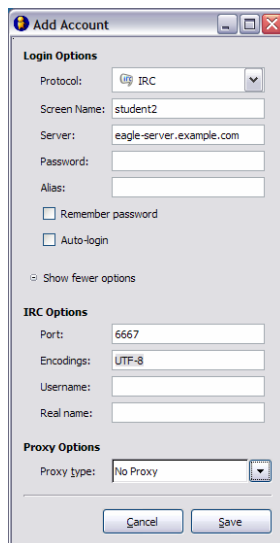 Add Account
Login Options
Protocol: IRC
Screen Name: student2
Server: eagle-server.example.com
Password:
Alias:
Remember password
Auto-login
Show fewer options
IRC Options
Port: 6667
Encodings: UTF-8
Username:
Real name:
Proxy Options
Proxy type: No Proxy
Cancel Save